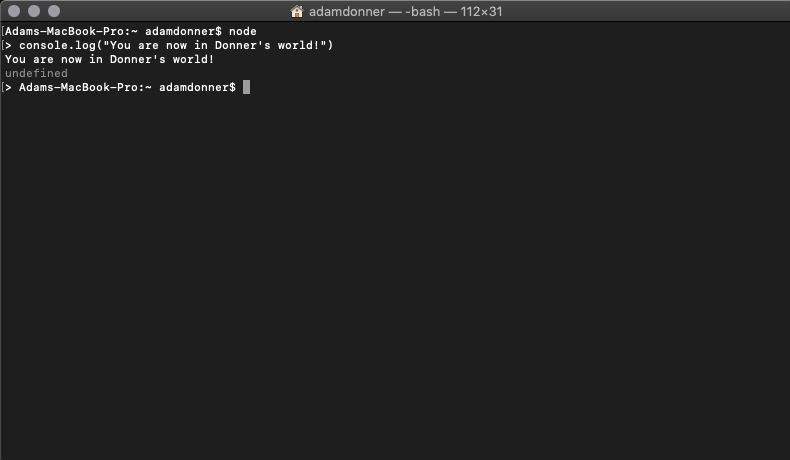 adamdonner — -bash — 112×31
[Adams-MacBook-Pro:~ adamdonner$ node
[> console.log("You are now in Donner's world!")
You are now in Donner's world!
undefined
[> Adams-MacBook-Pro:~ adamdonner$